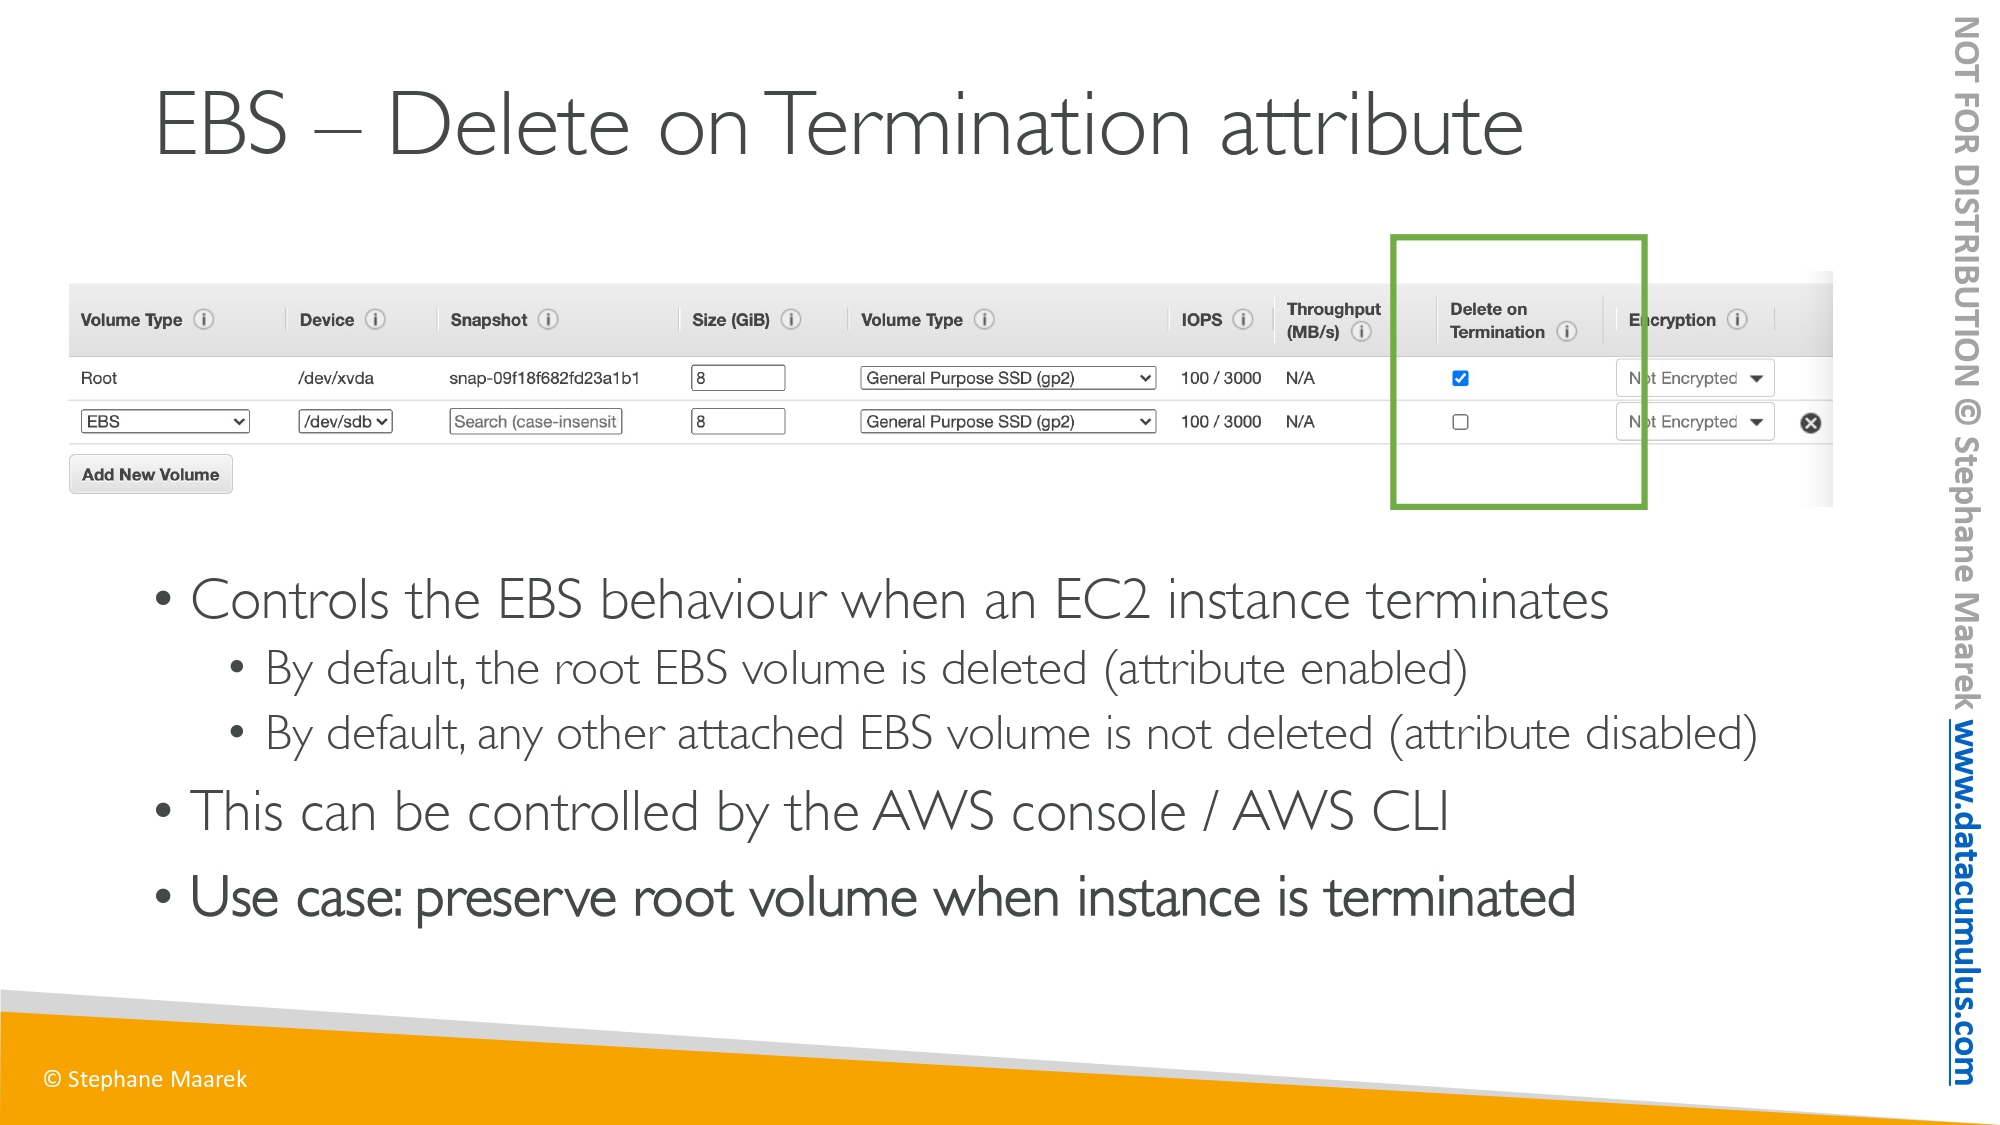 EBS – Delete on Termination attribute
Volume Type Device Snapshot Size (GiB) Volume Type IOPS Throughput (MB/s) Delete on Termination Encryption
Root /dev/xvda snap-09f18f682fd23a1b1 8 General Purpose SSD (gp2) 100 / 3000 N/A Not Encrypted
EBS /dev/sdb Search (case-insensit 8 General Purpose SSD (gp2) 100 / 3000 N/A Not Encrypted
Add New Volume
• Controls the EBS behaviour when an EC2 instance terminates
• By default, the root EBS volume is deleted (attribute enabled)
• By default, any other attached EBS volume is not deleted (attribute disabled)
• This can be controlled by the AWS console / AWS CLI
• Use case: preserve root volume when instance is terminated
© Stephane Maarek
NOT FOR DISTRIBUTION © Stephane Maarek www.datacumulus.com